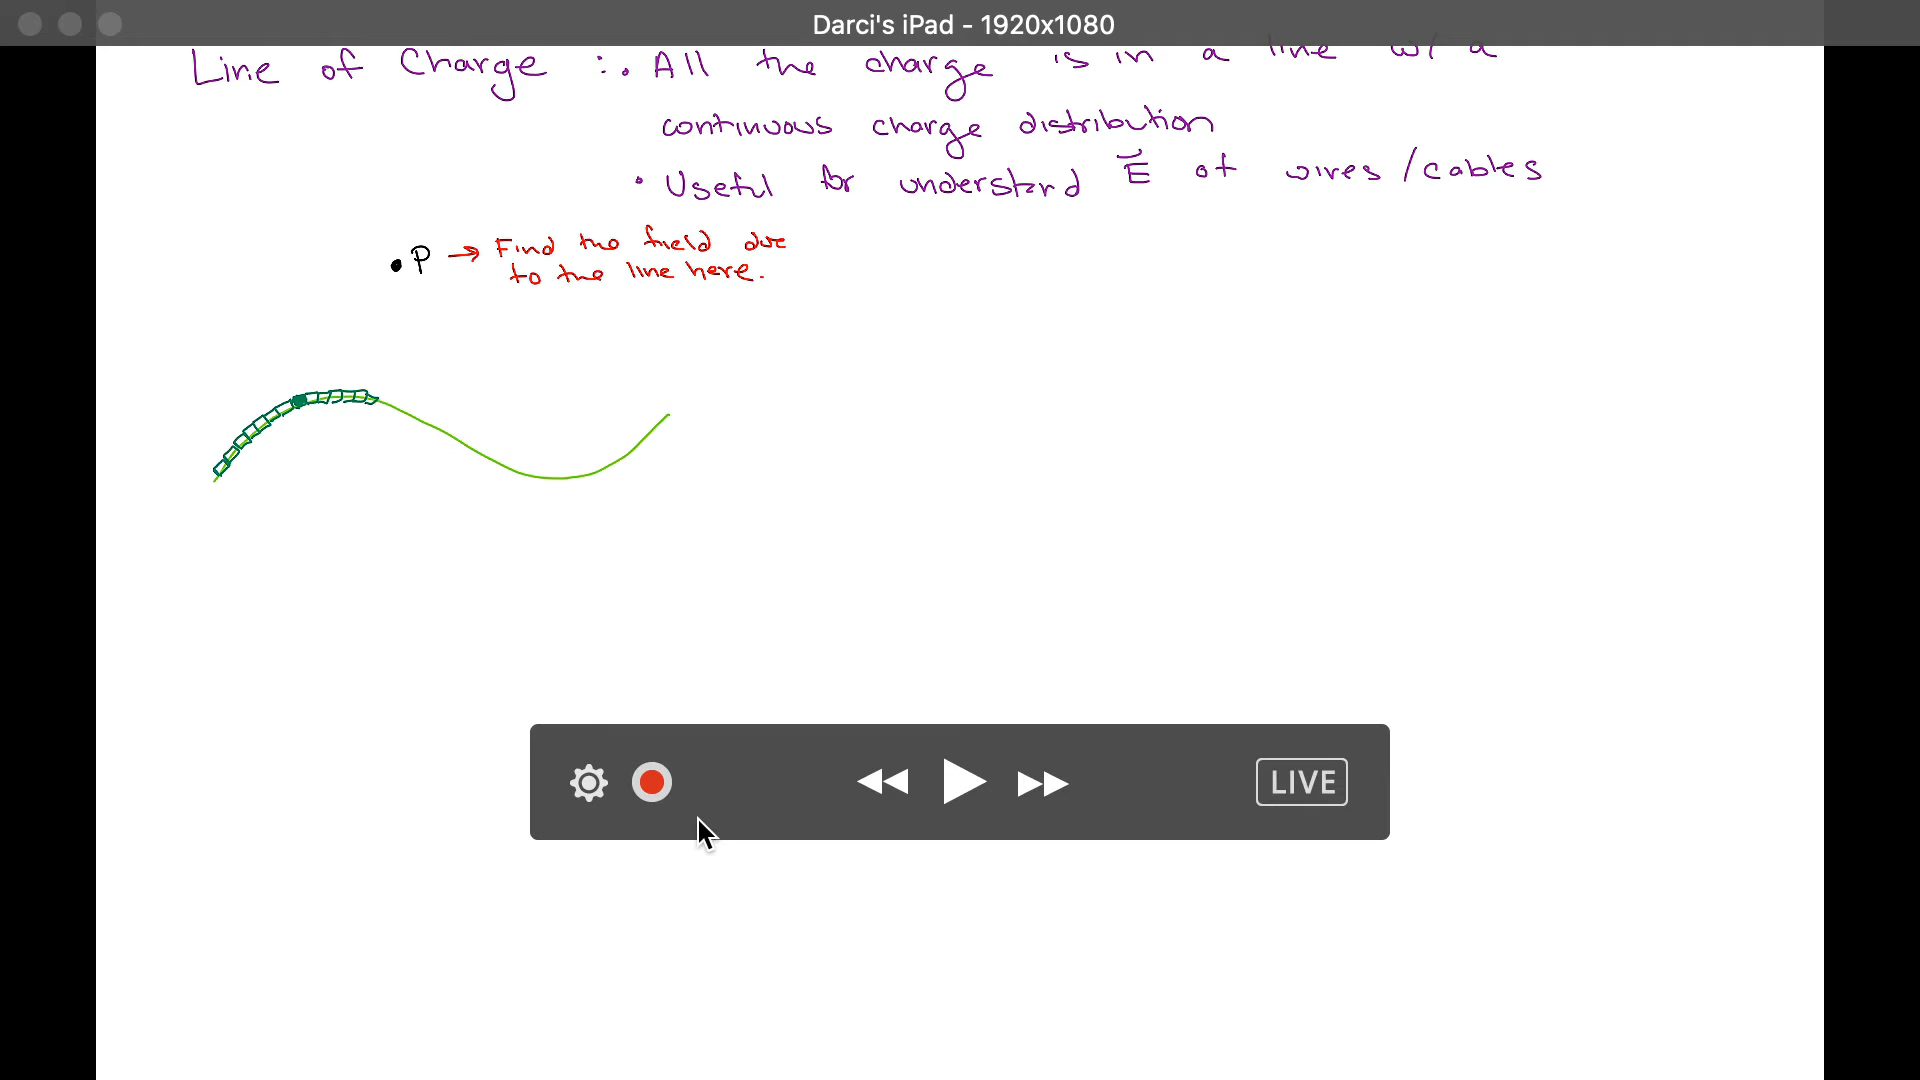 Darci's iPad - 1920x1080
Line of Charge : • All the charge is in a line w/ a
continuous charge distribution
• Useful for understand E of wires/cables
• P → Find the field due
to the line here.
LIVE